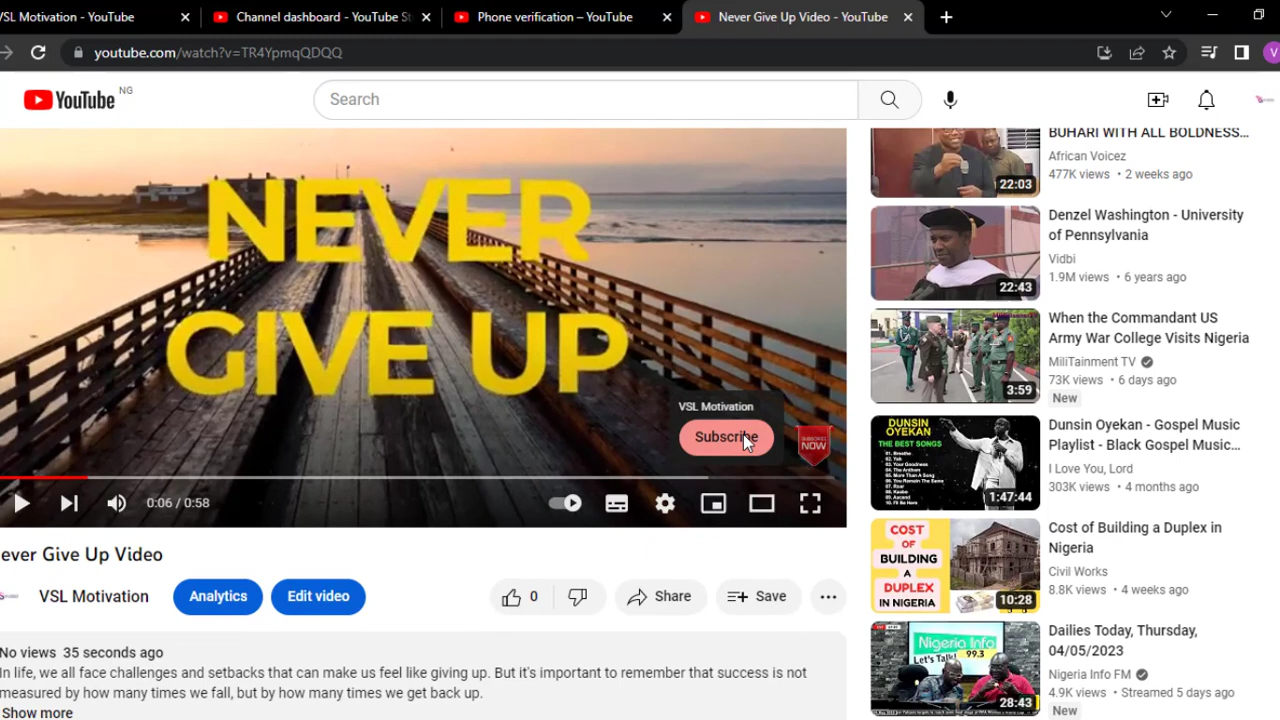 VSL Motivation - YouTube
Channel dashboard - YouTube St
Phone verification – YouTube
Never Give Up Video - YouTube
youtube.com/watch?v=TR4YpmqQDQQ
V
YouTube NG
Search
NEVER
GIVE UP
VSL Motivation
Subscribe
SUBSCRIBE
NOW
0:06 / 0:58
ever Give Up Video
VSL Motivation
Analytics
Edit video
0
Share
Save
No views 35 seconds ago
In life, we all face challenges and setbacks that can make us feel like giving up. But it's important to remember that success is not
measured by how many times we fall, but by how many times we get back up.
Show more
BUHARI WITH ALL BOLDNESS...
African Voicez
477K views • 2 weeks ago
22:03
Denzel Washington - University
of Pennsylvania
Vidbi
1.9M views • 6 years ago
22:43
When the Commandant US
Army War College Visits Nigeria
MiliTainment TV
73K views • 6 days ago
New
3:59
DUNSIN
OYEKAN
THE BEST SONGS
1:47:44
Dunsin Oyekan - Gospel Music
Playlist - Black Gospel Music...
I Love You, Lord
303K views • 4 months ago
COST
OF
BUILDING
A
DUPLEX
IN NIGERIA
10:28
Cost of Building a Duplex in
Nigeria
Civil Works
8.8K views • 4 weeks ago
Nigeria Info
Let's Talk! 99.3
28:43
Dailies Today, Thursday,
04/05/2023
Nigeria Info FM
4.9K views • Streamed 5 days ago
New